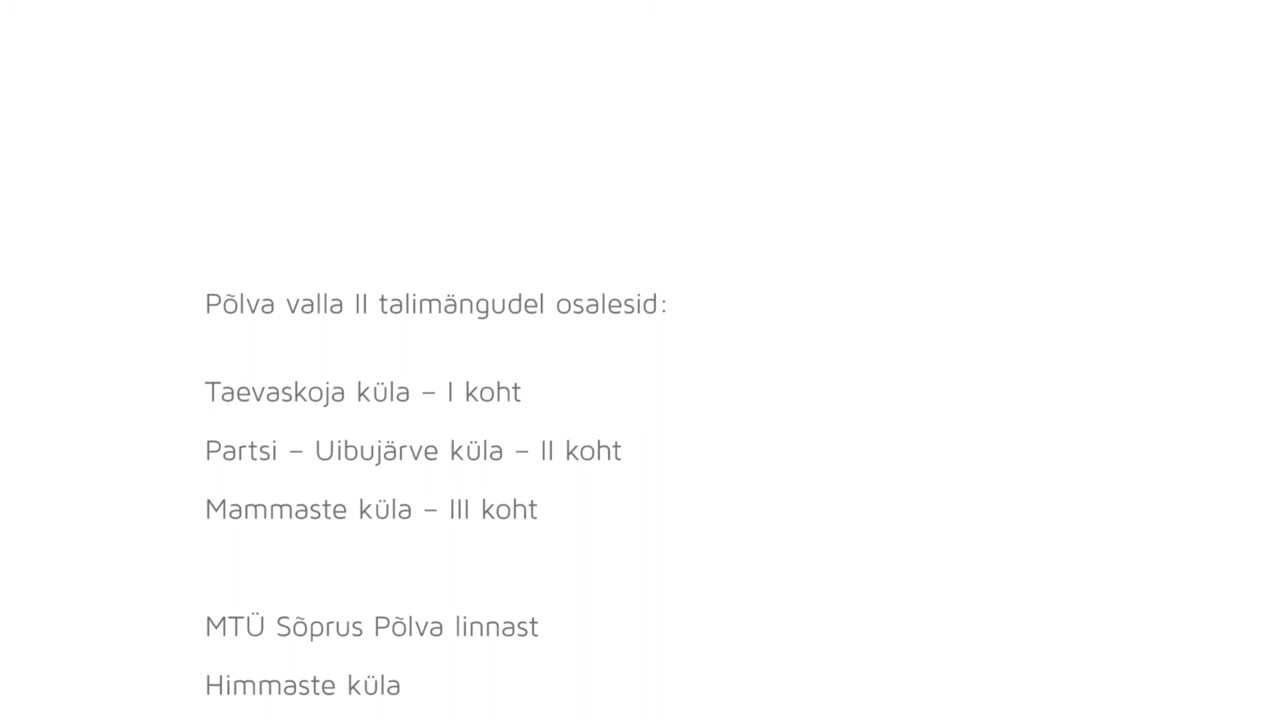 Põlva valla II talimängudel osalesid:
Taevaskoja küla – I koht
Partsi – Uibujärve küla – II koht
Mammaste küla – III koht
MTÜ Sõprus Põlva linnast
Himmaste küla